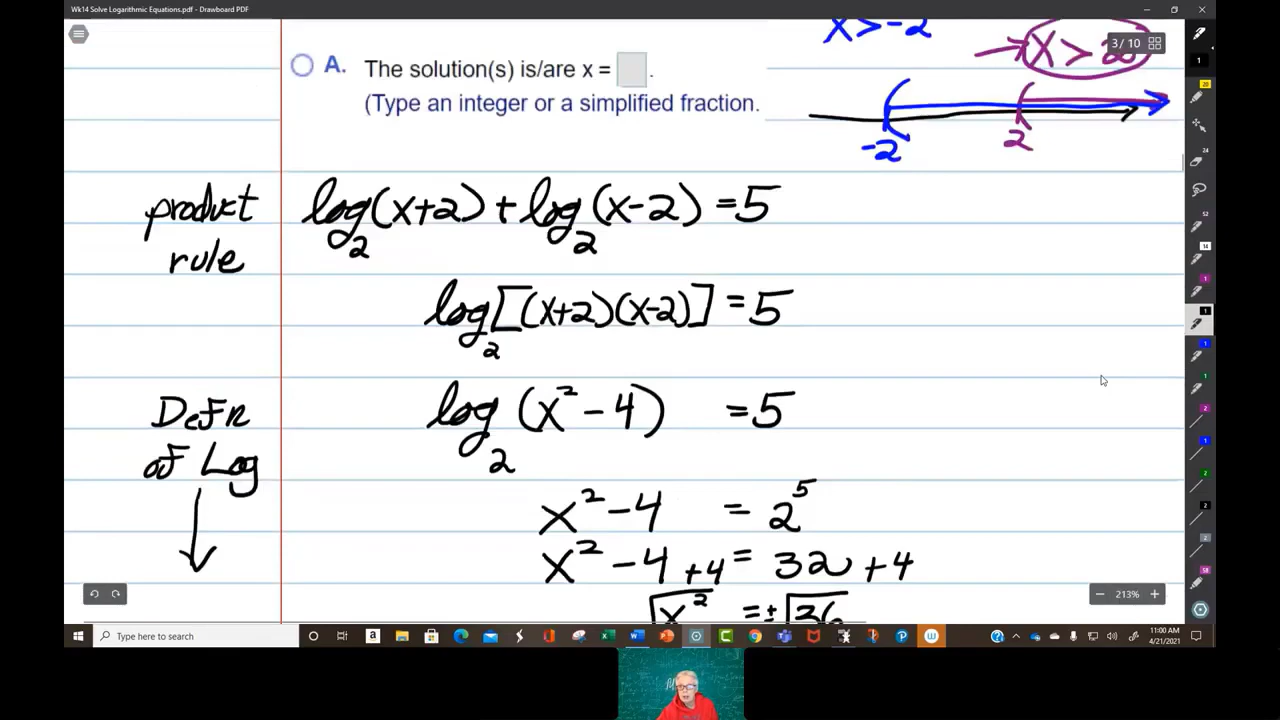 Wk14 Solve Logarithmic Equations.pdf - Drawboard PDF
x > -2
3 / 10
→ x > 2
A. The solution(s) is/are x = .
(Type an integer or a simplified fraction.
-2 2
product rule
log₂(x+2) + log₂(x-2) = 5
log₂[(x+2)(x-2)] = 5
Defn of Log
log₂(x² - 4) = 5
x² - 4 = 2⁵
x² - 4 + 4 = 32 + 4
√x² = ±√36
213%
Type here to search
11:00 AM
4/21/2021